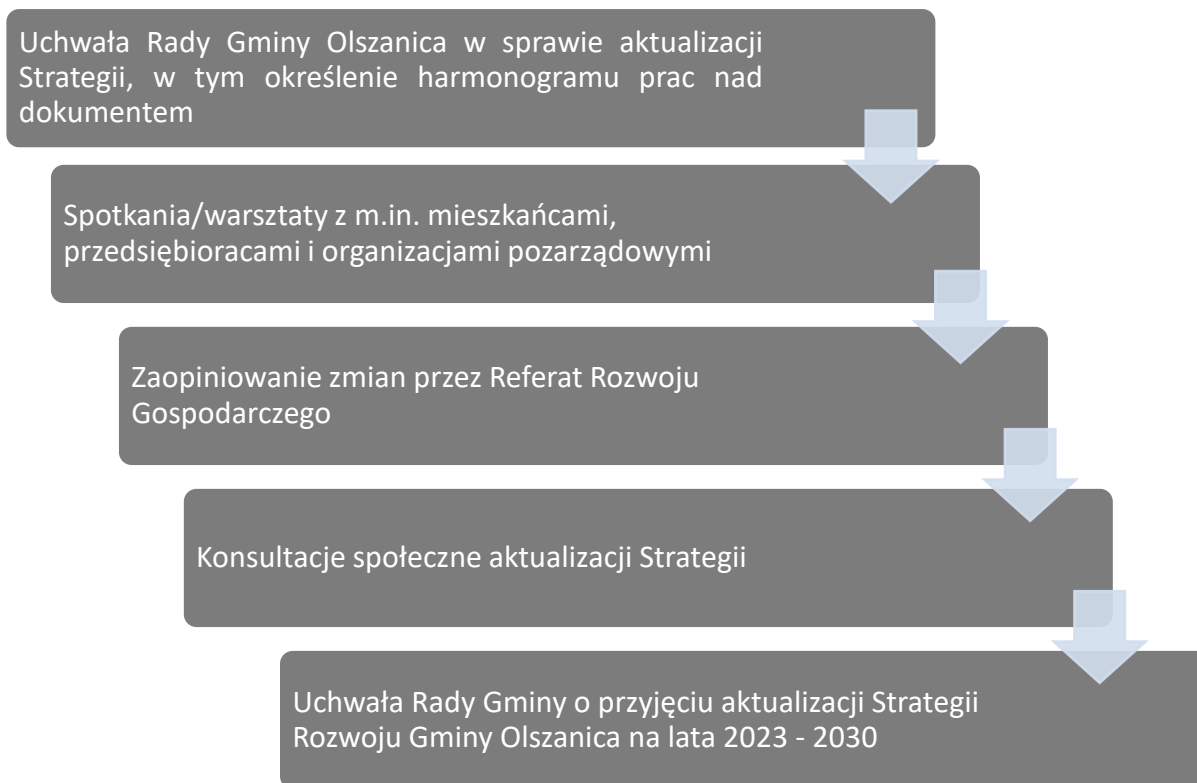 Uchwała Rady Gminy Olszanica w sprawie aktualizacji
Strategii, w tym określenie harmonogramu prac nad
dokumentem
Spotkania/warsztaty z m.in. mieszkańcami,
przedsiębioracami i organizacjami pozarządowymi
Zaopiniowanie zmian przez Referat Rozwoju
Gospodarczego
Konsultacje społeczne aktualizacji Strategii
Uchwała Rady Gminy o przyjęciu aktualizacji Strategii
Rozwoju Gminy Olszanica na lata 2023 - 2030